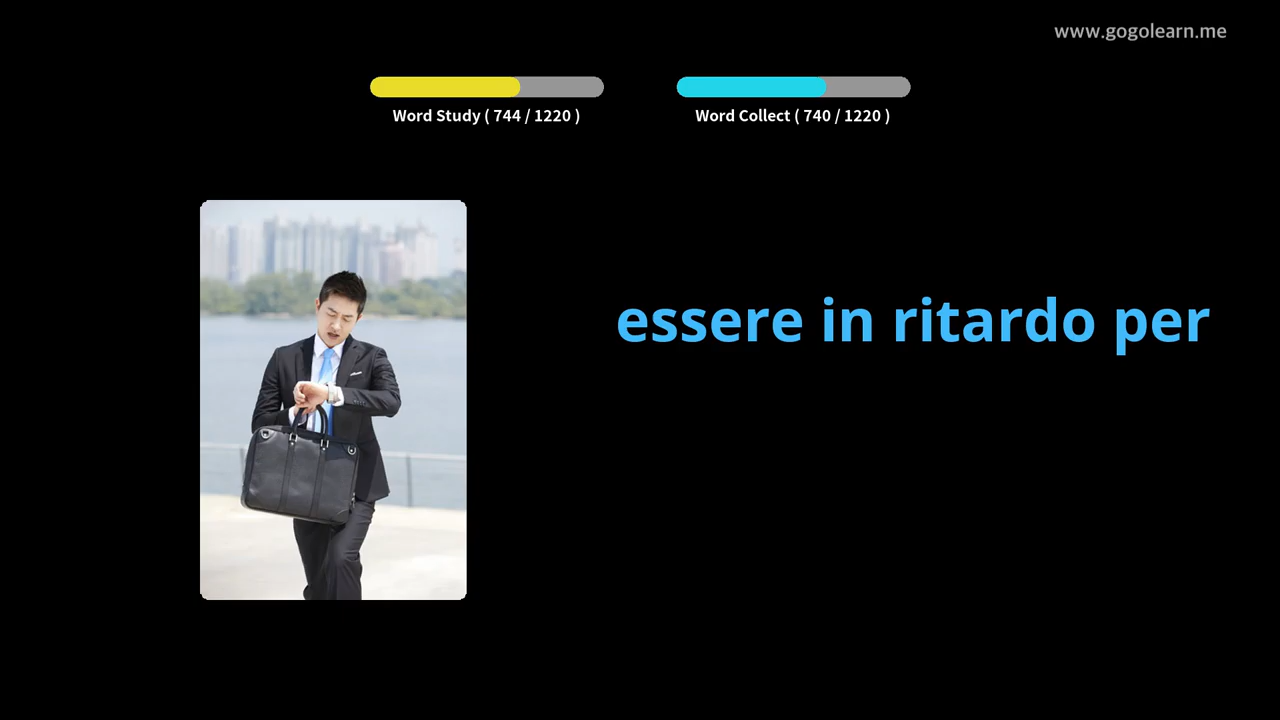 www.gogolearn.me
Word Study ( 744 / 1220 )
Word Collect ( 740 / 1220 )
essere in ritardo per